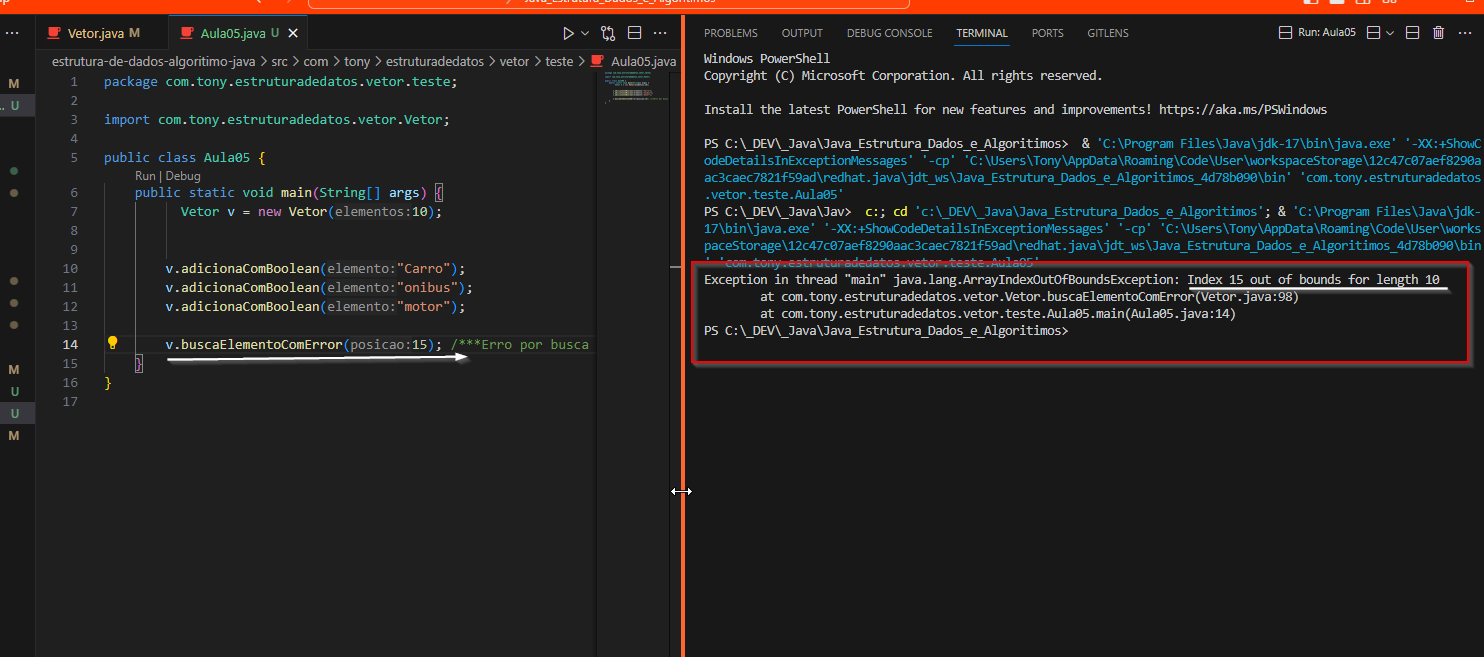 Java_Estrutura_Dados_e_Algoritimos
Vetor.java M
Aula05.java U
estrutura-de-dados-algoritimo-java > src > com > tony > estruturadedatos > vetor > teste > Aula05.java
M
U
M
U
U
M
1 package com.tony.estruturadedatos.vetor.teste;
2
3 import com.tony.estruturadedatos.vetor.Vetor;
4
5 public class Aula05 {
Run | Debug
6 public static void main(String[] args) {
7 Vetor v = new Vetor(elementos:10);
8
9
10 v.adicionaComBoolean(elemento:"Carro");
11 v.adicionaComBoolean(elemento:"onibus");
12 v.adicionaComBoolean(elemento:"motor");
13
14 v.buscaElementoComError(posicao:15); /***Erro por busca
15 }
16 }
17
PROBLEMS OUTPUT DEBUG CONSOLE TERMINAL PORTS GITLENS
Run: Aula05
Windows PowerShell
Copyright (C) Microsoft Corporation. All rights reserved.
Install the latest PowerShell for new features and improvements! https://aka.ms/PSWindows
PS C:\_DEV\_Java\Java_Estrutura_Dados_e_Algoritimos>  & 'C:\Program Files\Java\jdk-17\bin\java.exe' '-XX:+ShowC
odeDetailsInExceptionMessages' '-cp' 'C:\Users\Tony\AppData\Roaming\Code\User\workspaceStorage\12c47c07aef8290a
ac3caec7821f59ad\redhat.java\jdt_ws\Java_Estrutura_Dados_e_Algoritimos_4d78b090\bin' 'com.tony.estruturadedatos
.vetor.teste.Aula05'
PS C:\_DEV\_Java\Jav>  c:; cd 'c:\_DEV\_Java\Java_Estrutura_Dados_e_Algoritimos'; & 'C:\Program Files\Java\jdk-
17\bin\java.exe' '-XX:+ShowCodeDetailsInExceptionMessages' '-cp' 'C:\Users\Tony\AppData\Roaming\Code\User\works
paceStorage\12c47c07aef8290aac3caec7821f59ad\redhat.java\jdt_ws\Java_Estrutura_Dados_e_Algoritimos_4d78b090\bin
' 'com.tony.estruturadedatos.vetor.teste.Aula05'
Exception in thread "main" java.lang.ArrayIndexOutOfBoundsException: Index 15 out of bounds for length 10
at com.tony.estruturadedatos.vetor.Vetor.buscaElementoComError(Vetor.java:98)
at com.tony.estruturadedatos.vetor.teste.Aula05.main(Aula05.java:14)
PS C:\_DEV\_Java\Java_Estrutura_Dados_e_Algoritimos>